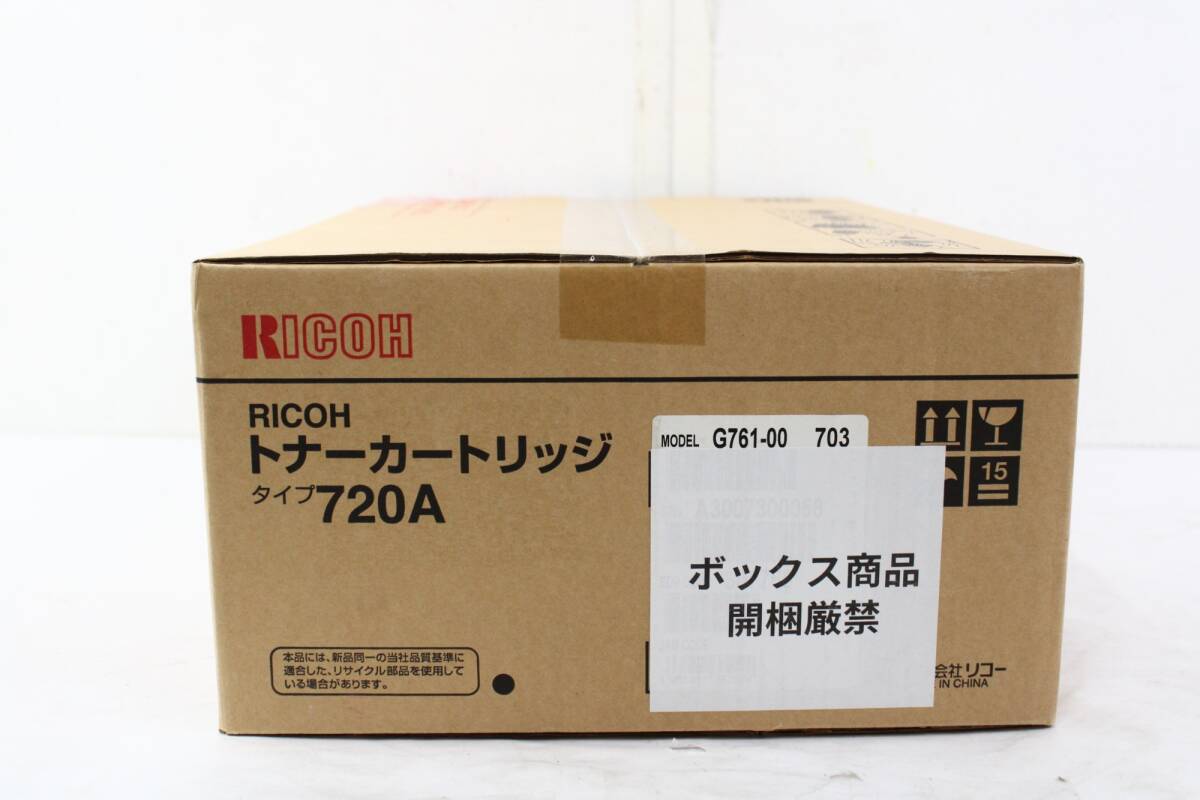 RICOH
RICOH
トナーカートリッジ
タイプ720A
MODEL G761-00 703
ボックス商品
開梱厳禁
15
本品には、新品同一の当社品質基準に
適合した、リサイクル部品を使用して
いる場合があります。
会社 リコー
IN CHINA